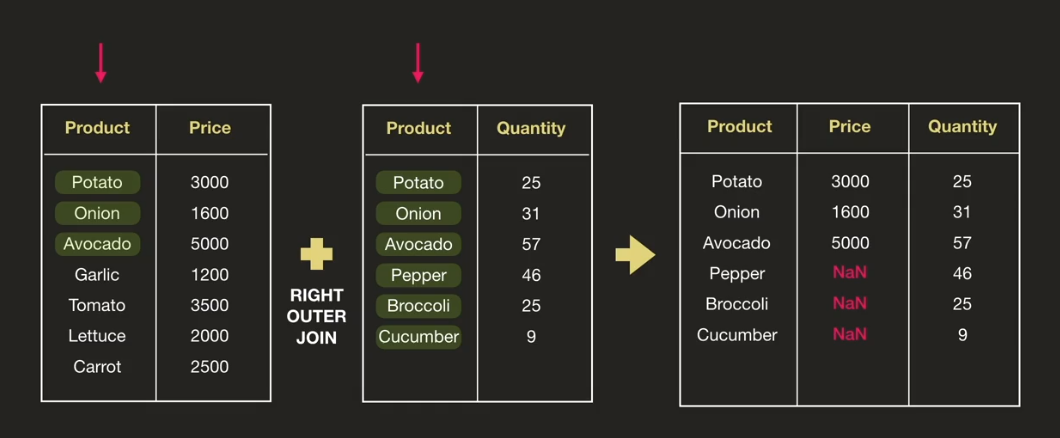 Product Price
Potato 3000
Onion 1600
Avocado 5000
Garlic 1200
Tomato 3500
Lettuce 2000
Carrot 2500
RIGHT
OUTER
JOIN
Product Quantity
Potato 25
Onion 31
Avocado 57
Pepper 46
Broccoli 25
Cucumber 9
Product Price Quantity
Potato 3000 25
Onion 1600 31
Avocado 5000 57
Pepper NaN 46
Broccoli NaN 25
Cucumber NaN 9